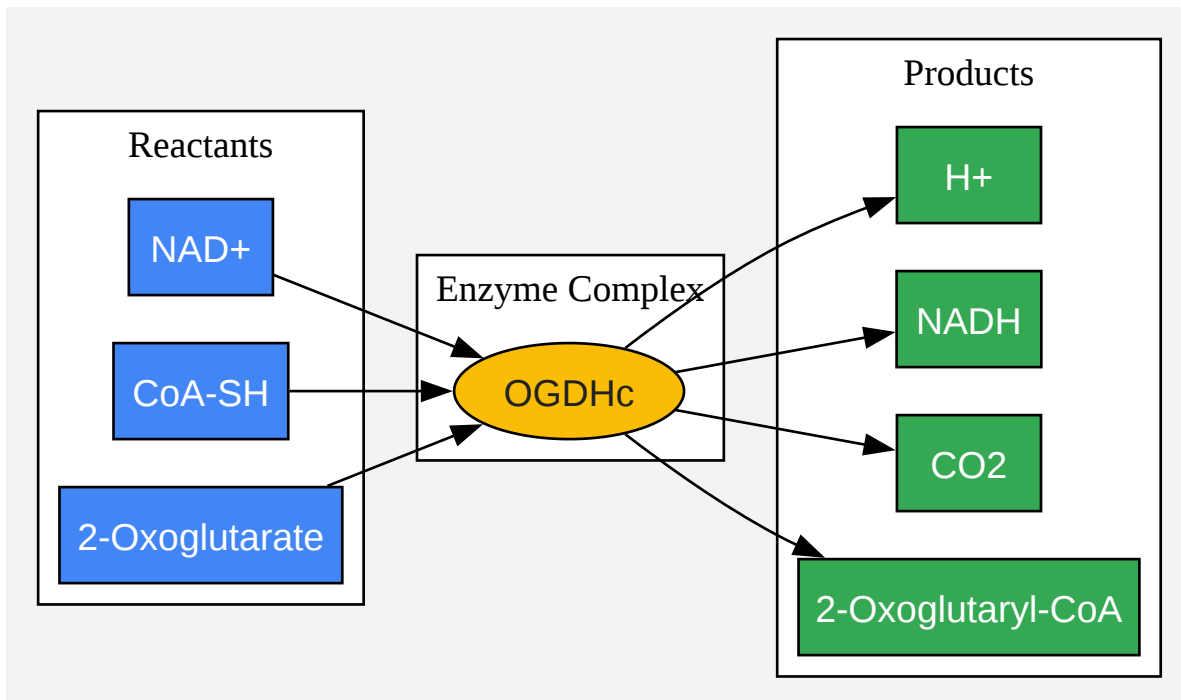 Reactants
NAD+
CoA-SH
2-Oxoglutarate
Enzyme Complex
OGDHc
Products
H+
NADH
CO2
2-Oxoglutaryl-CoA